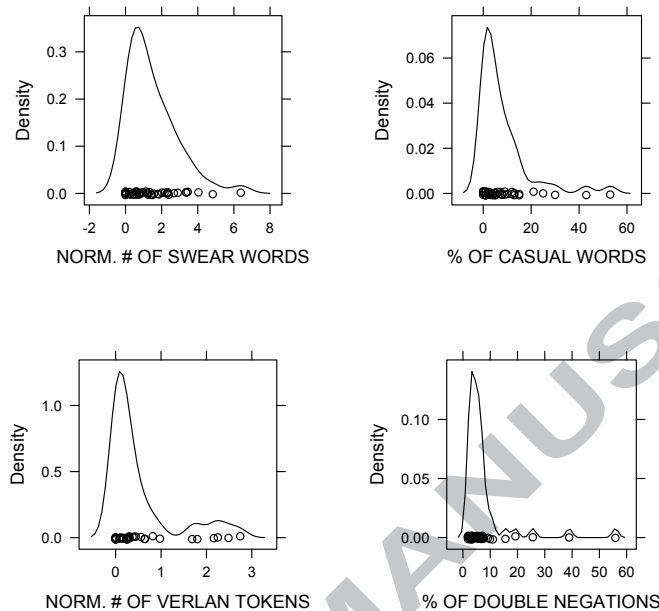 0.3
0.2
0.1
0.0
Density
-2 0 2 4 6 8
NORM. # OF SWEAR WORDS
0.06
0.04
0.02
0.00
Density
0 20 40 60
% OF CASUAL WORDS
1.0
0.5
0.0
Density
0 1 2 3
NORM. # OF VERLAN TOKENS
0.10
0.05
0.00
Density
0 10 20 30 40 50 60
% OF DOUBLE NEGATIONS
MANUS